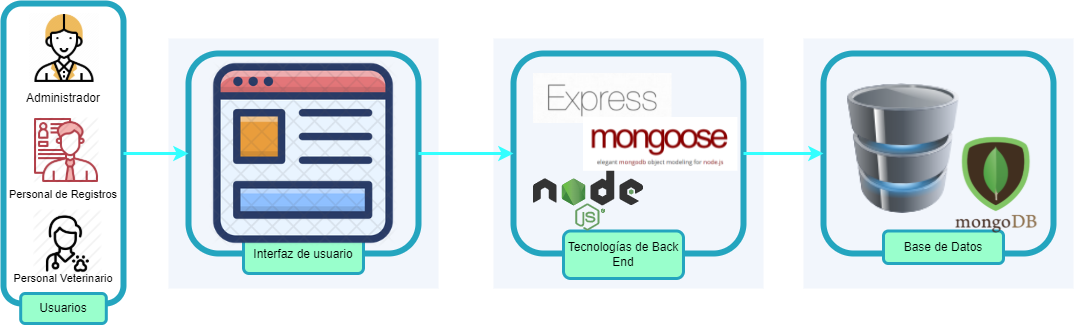 Administrador
Personal de Registros
Personal Veterinario
Usuarios
Interfaz de usuario
Express
mongoose
elegant mongodb object modeling for node.js
node
JS
Tecnologías de Back
End
mongoDB
Base de Datos